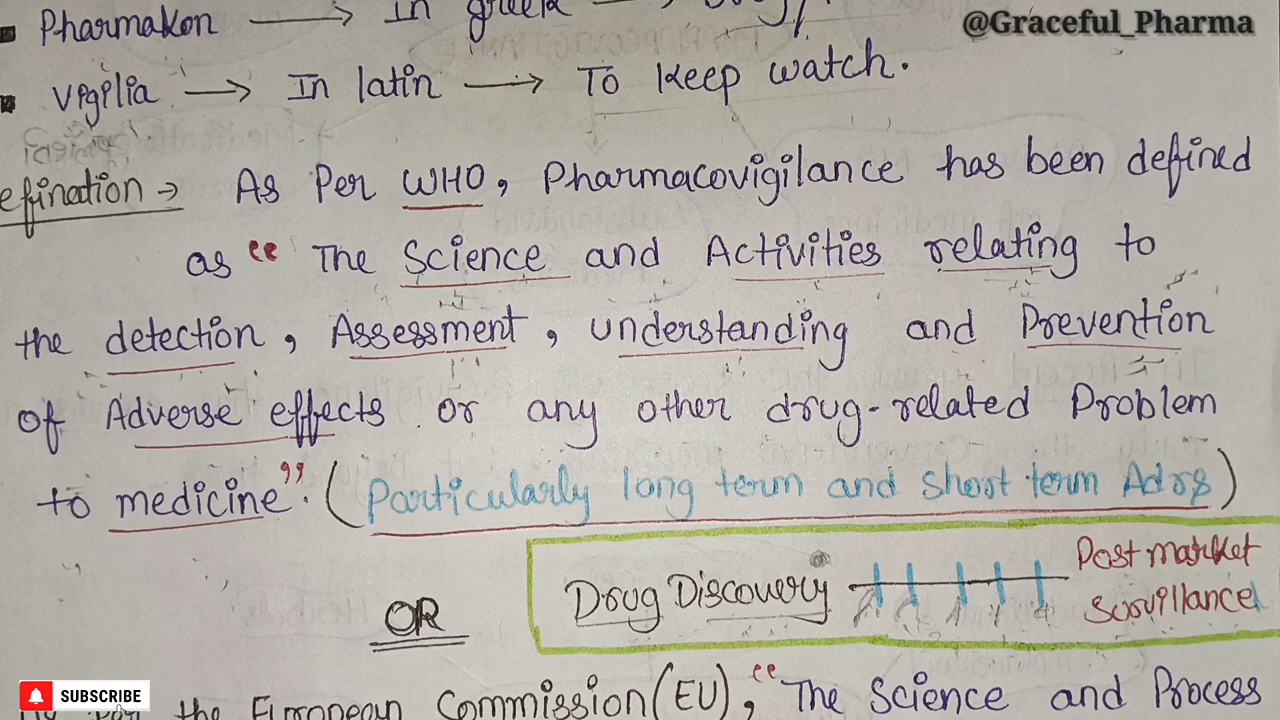 @Graceful_Pharma
Pharmakon → In greek →
Vigilia → In latin → To keep watch.
efination → As Per WHO, Pharmacovigilance has been defined
as “ The Science and Activities relating to
the detection, Assessment, understanding and Prevention
of Adverse effects or any other drug-related Problem
to medicine”. (Particularly long term and short term Adrs)
Drug Discovery Post market
survillance
OR
the European Commission (EU), “The Science and Process
SUBSCRIBE